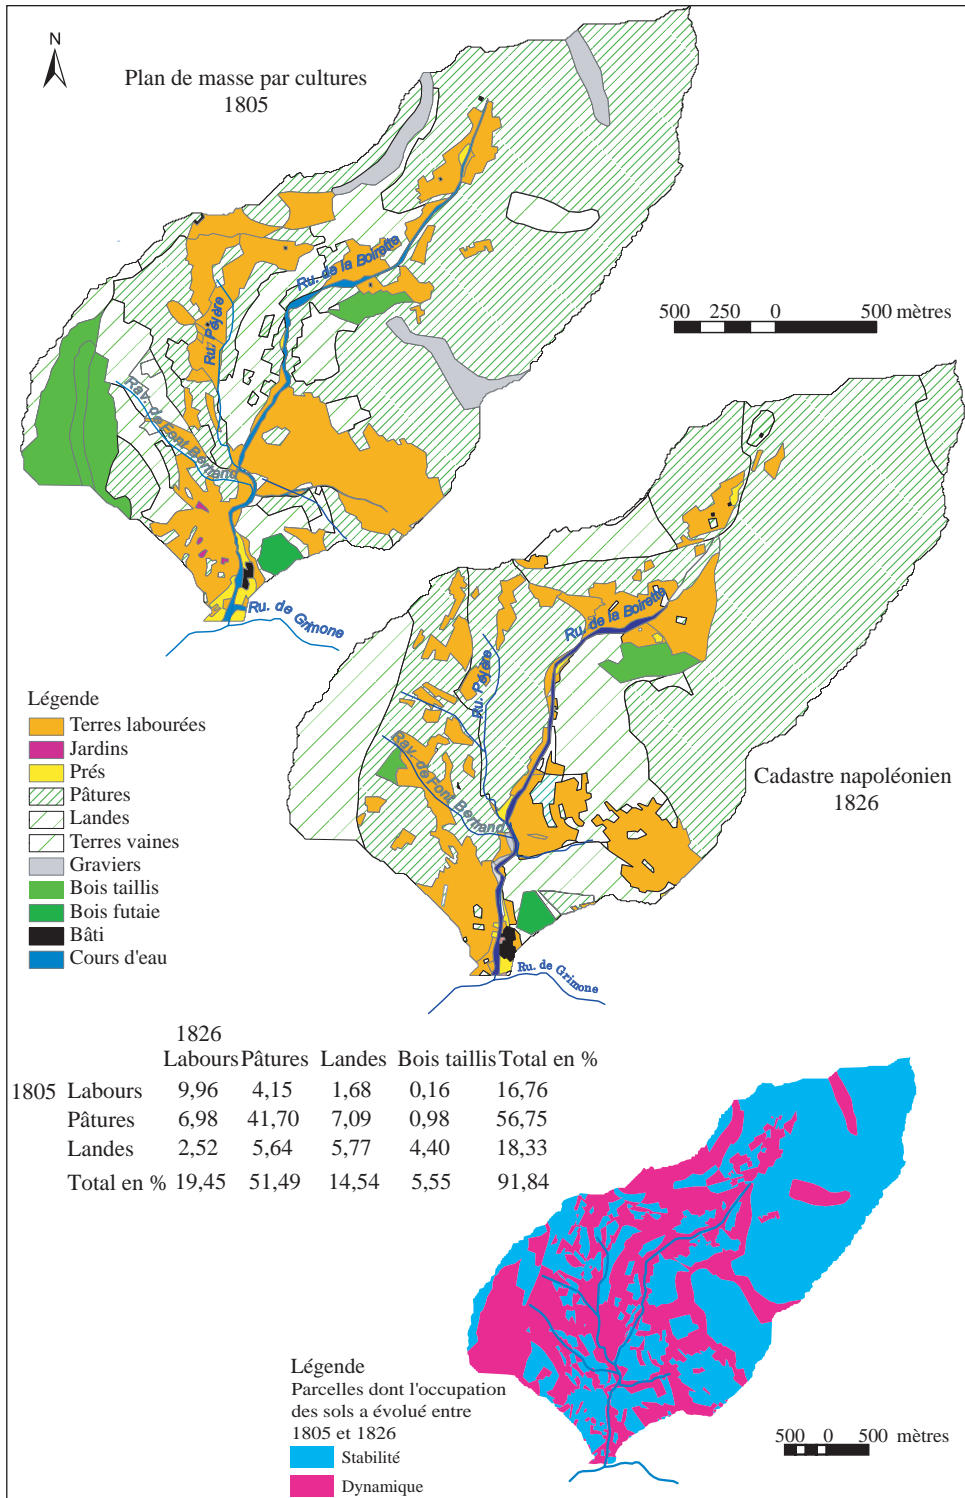 N
Plan de masse par cultures
1805
Ru. de la Boirette
Ru. Péjère
Rav. de Font Berrand
Ru. de Grimone
500 250 0 500 mètres
Ru. de la Boirette
Ru. Péjère
Rav. de Font Berrand
Ru. de Grimone
Cadastre napoléonien
1826
Légende
Terres labourées
Jardins
Prés
Pâtures
Landes
Terres vaines
Graviers
Bois taillis
Bois futaie
Bâti
Cours d'eau
1826
Labours Pâtures Landes Bois taillis Total en %
1805 Labours 9,96 4,15 1,68 0,16 16,76
Pâtures 6,98 41,70 7,09 0,98 56,75
Landes 2,52 5,64 5,77 4,40 18,33
Total en % 19,45 51,49 14,54 5,55 91,84
Légende
Parcelles dont l'occupation
des sols a évolué entre
1805 et 1826
Stabilité
Dynamique
500 0 500 mètres